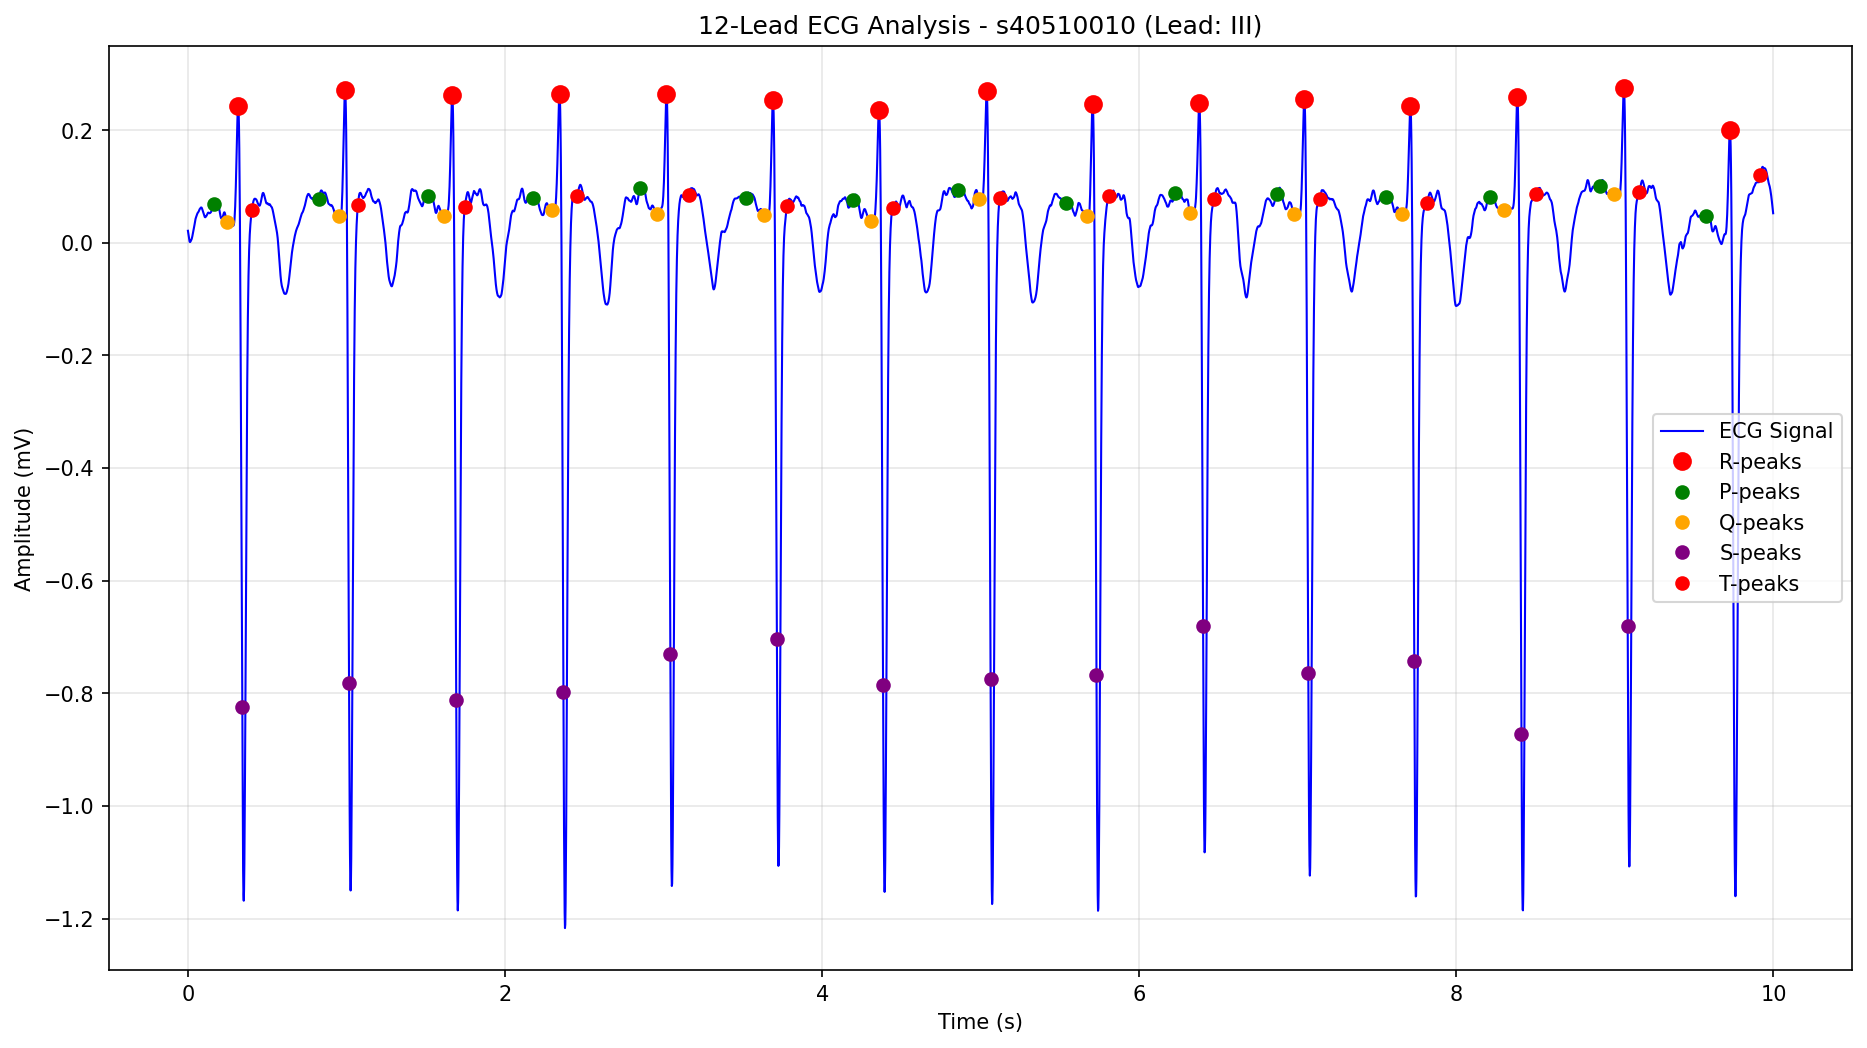 12-Lead ECG Analysis - s40510010 (Lead: III)
Amplitude (mV)
0.2
0.0
−0.2
−0.4
−0.6
−0.8
−1.0
−1.2
ECG Signal
R-peaks
P-peaks
Q-peaks
S-peaks
T-peaks
0 2 4 6 8 10
Time (s)